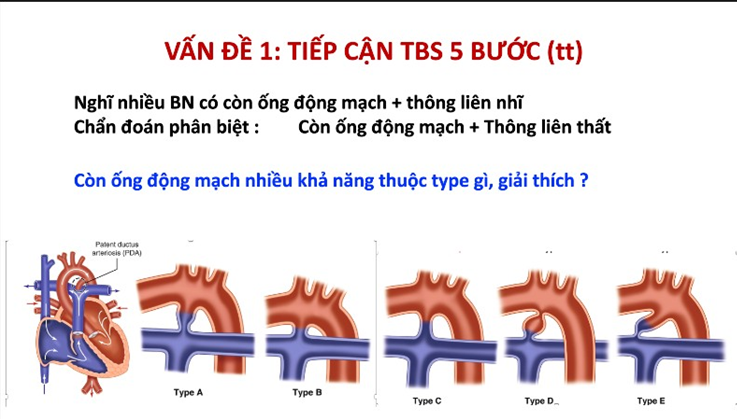 VẤN ĐỀ 1: TIẾP CẬN TBS 5 BƯỚC (tt)
Nghĩ nhiều BN có còn ống động mạch + thông liên nhĩ
Chẩn đoán phân biệt : Còn ống động mạch + Thông liên thất
Còn ống động mạch nhiều khả năng thuộc type gì, giải thích ?
Patent ductus
arteriosis (PDA)
Type A
Type B
Type C
Type D
Type E